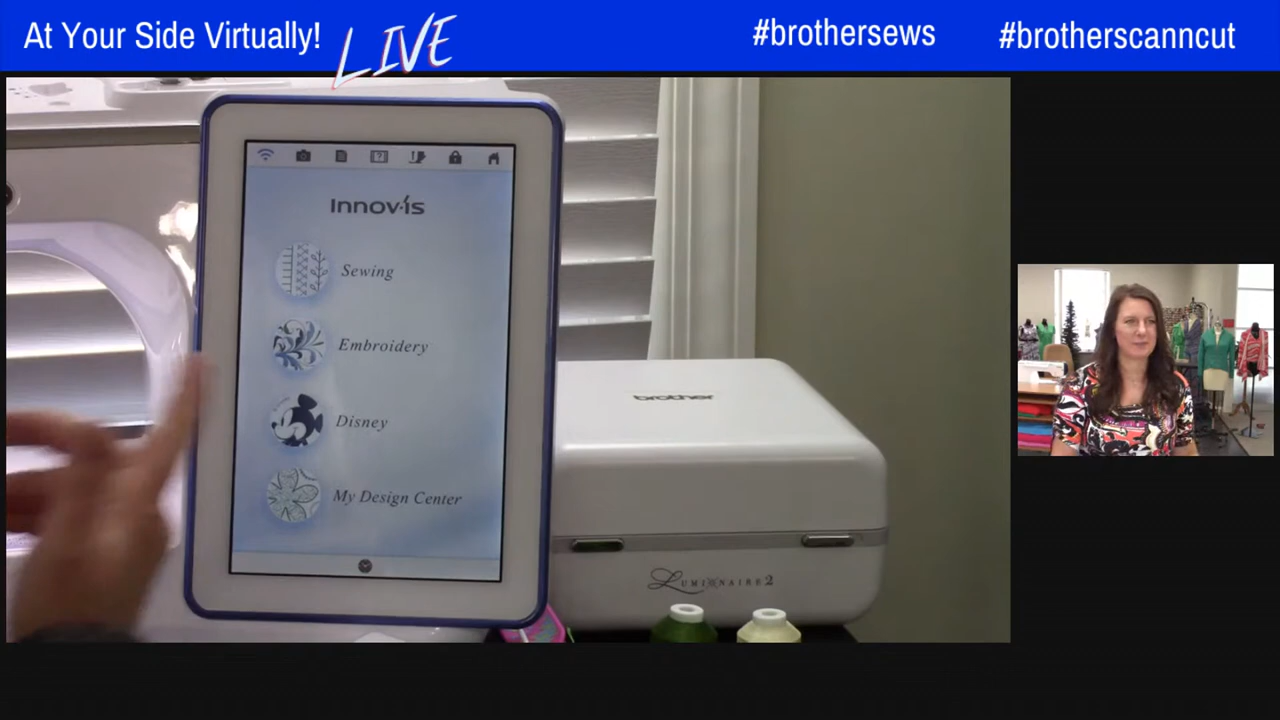 At Your Side Virtually!
LIVE
#brothersews
#brotherscanncut
INNOV-IS
Sewing
Embroidery
Disney
My Design Center
brother
LUMINAIRE 2